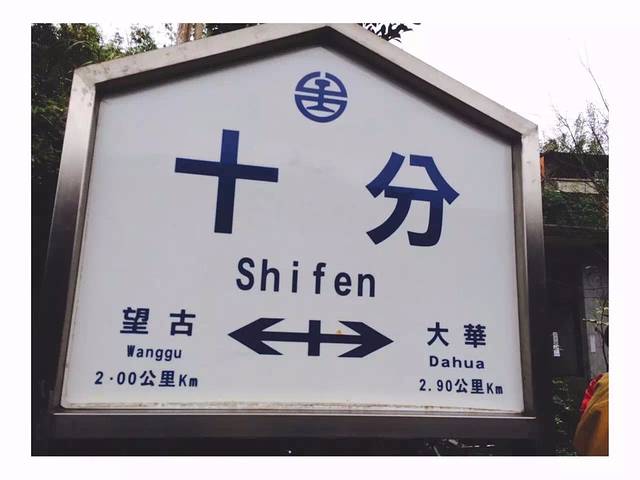 十分
Shifen
望古
Wanggu
2.00公里Km
大華
Dahua
2.90公里Km